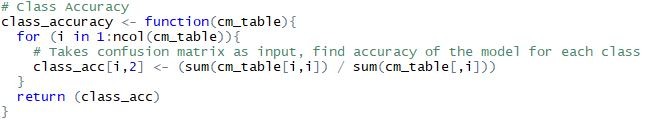 # Class Accuracy
class_accuracy <- function(cm_table){
  for (i in 1:ncol(cm_table)){
    # Takes confusion matrix as input, find accuracy of the model for each class
    class_acc[i,2] <- (sum(cm_table[i,i]) / sum(cm_table[,i]))
  }
  return (class_acc)
}